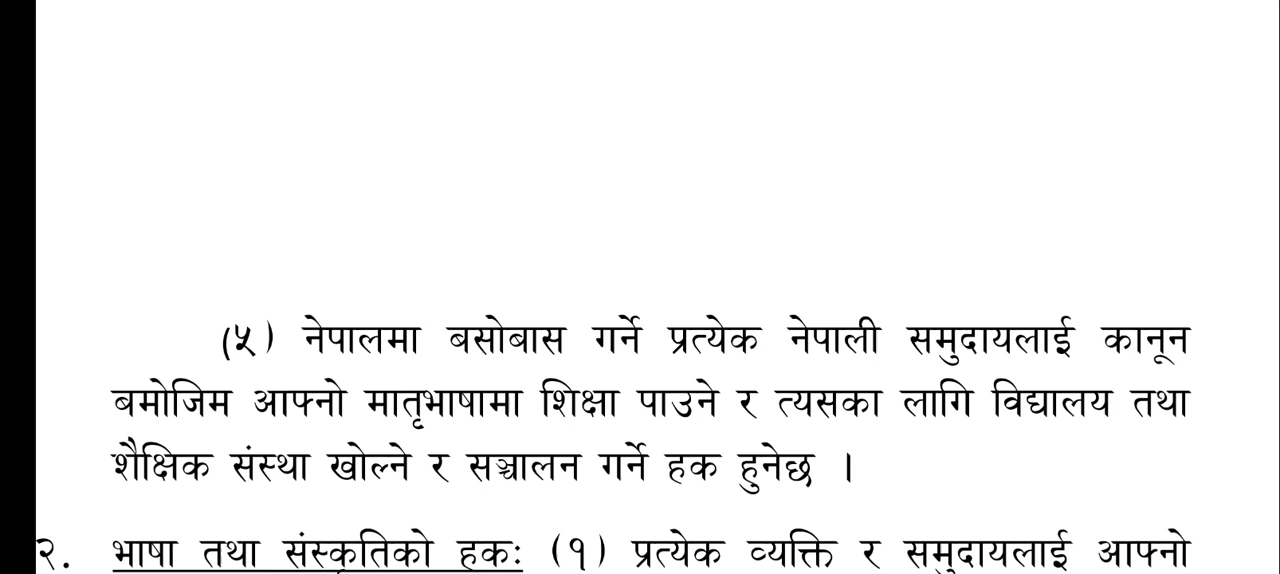 (५) नेपालमा बसोबास गर्ने प्रत्येक नेपाली समुदायलाई कानून
बमोजिम आफ्नो मातृभाषामा शिक्षा पाउने र त्यसका लागि विद्यालय तथा
शैक्षिक संस्था खोल्ने र सञ्चालन गर्ने हक हुनेछ ।
२. भाषा तथा संस्कृतिको हकः (१) प्रत्येक व्यक्ति र समुदायलाई आफ्नो